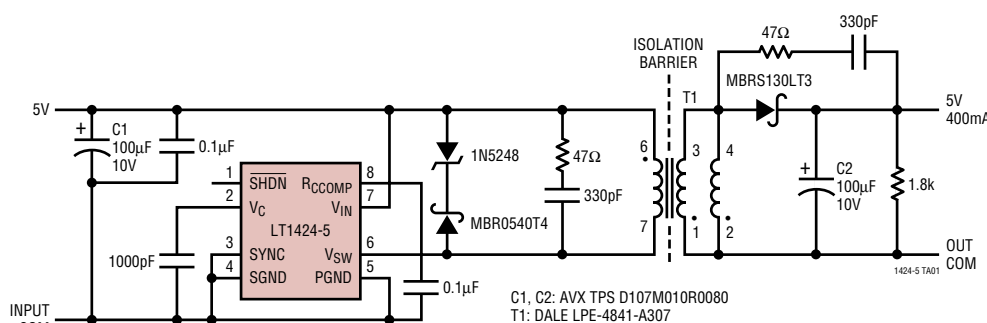 47Ω
330pF
ISOLATION
BARRIER
MBRS130LT3
5V
T1
5V
400mA
+
C1
100µF
10V
0.1µF
1N5248
47Ω
6
3
4
+
C2
100µF
10V
1.8k
1
SHDN
RCCOMP
8
2
VC
VIN
7
LT1424-5
MBR0540T4
330pF
1000pF
3
SYNC
VSW
6
7
1
2
4
SGND
PGND
5
OUT
COM
1424-5 TA01
0.1µF
INPUT
C1, C2: AVX TPS D107M010R0080
T1: DALE LPE-4841-A307